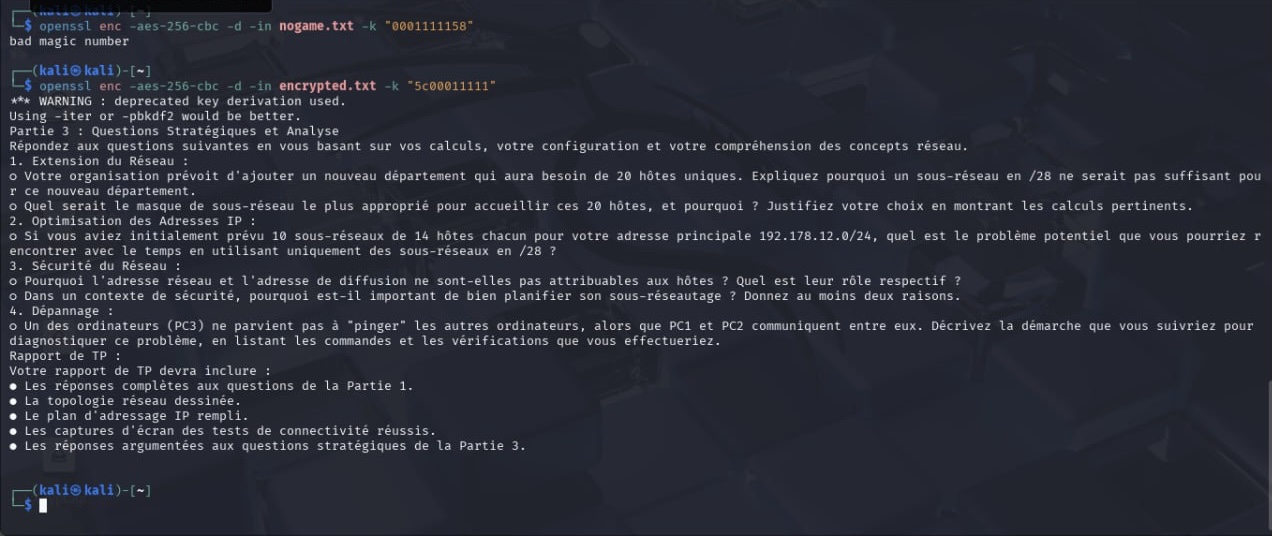 ┌──(kali㉿kali)-[~]
└─$ openssl enc -aes-256-cbc -d -in nogame.txt -k "0001111158"
bad magic number
┌──(kali㉿kali)-[~]
└─$ openssl enc -aes-256-cbc -d -in encrypted.txt -k "5c00011111"
*** WARNING : deprecated key derivation used.
Using -iter or -pbkdf2 would be better.
Partie 3 : Questions Stratégiques et Analyse
Répondez aux questions suivantes en vous basant sur vos calculs, votre configuration et votre compréhension des concepts réseau.
1. Extension du Réseau :
o Votre organisation prévoit d'ajouter un nouveau département qui aura besoin de 20 hôtes uniques. Expliquez pourquoi un sous-réseau en /28 ne serait pas suffisant pou
r ce nouveau département.
o Quel serait le masque de sous-réseau le plus approprié pour accueillir ces 20 hôtes, et pourquoi ? Justifiez votre choix en montrant les calculs pertinents.
2. Optimisation des Adresses IP :
o Si vous aviez initialement prévu 10 sous-réseaux de 14 hôtes chacun pour votre adresse principale 192.178.12.0/24, quel est le problème potentiel que vous pourriez r
encontrer avec le temps en utilisant uniquement des sous-réseaux en /28 ?
3. Sécurité du Réseau :
o Pourquoi l'adresse réseau et l'adresse de diffusion ne sont-elles pas attribuables aux hôtes ? Quel est leur rôle respectif ?
o Dans un contexte de sécurité, pourquoi est-il important de bien planifier son sous-réseautage ? Donnez au moins deux raisons.
4. Dépannage :
o Un des ordinateurs (PC3) ne parvient pas à "pinger" les autres ordinateurs, alors que PC1 et PC2 communiquent entre eux. Décrivez la démarche que vous suivriez pour
diagnostiquer ce problème, en listant les commandes et les vérifications que vous effectueriez.
Rapport de TP :
Votre rapport de TP devra inclure :
● Les réponses complètes aux questions de la Partie 1.
● La topologie réseau dessinée.
● Le plan d'adressage IP rempli.
● Les captures d'écran des tests de connectivité réussis.
● Les réponses argumentées aux questions stratégiques de la Partie 3.
┌──(kali㉿kali)-[~]
└─$